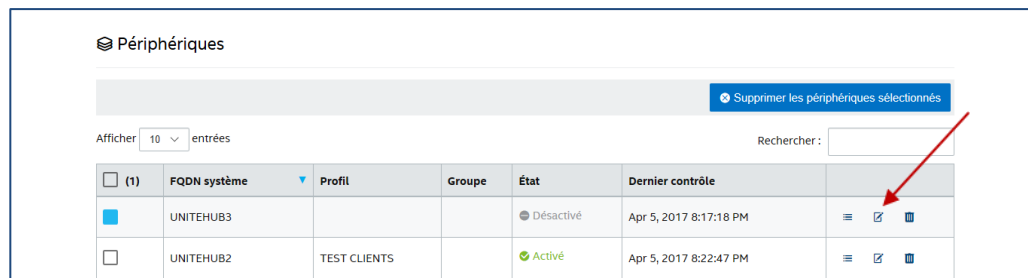 Périphériques
Supprimer les périphériques sélectionnés
Afficher 10 entrées Rechercher :
(1) FQDN système Profil Groupe État Dernier contrôle
UNITEHUB3 Désactivé Apr 5, 2017 8:17:18 PM
UNITEHUB2 TEST CLIENTS Activé Apr 5, 2017 8:22:47 PM